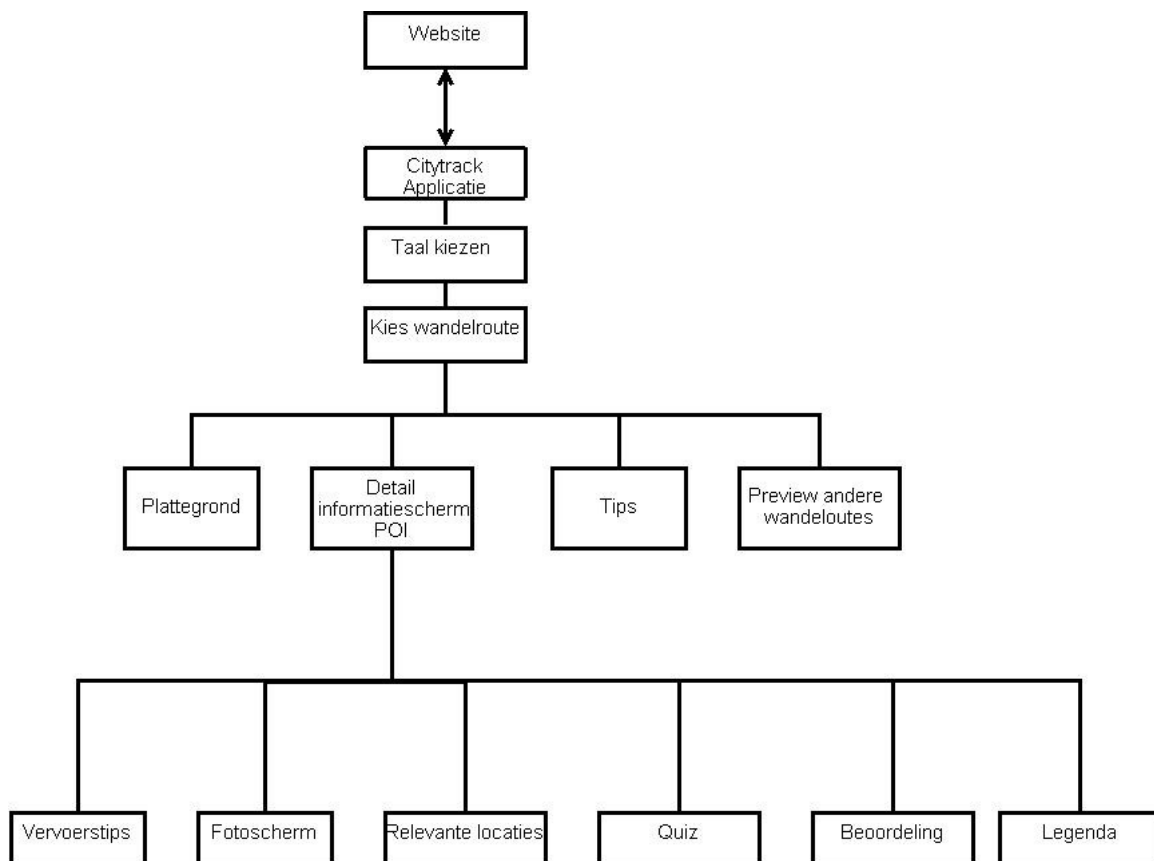 Website
Citytrack
Applicatie
Taal kiezen
Kies wandelroute
Plattegrond
Detail
informatiescherm
POI
Tips
Preview andere
wandeloutes
Vervoerstips
Fotoscherm
Relevante locaties
Quiz
Beoordeling
Legenda